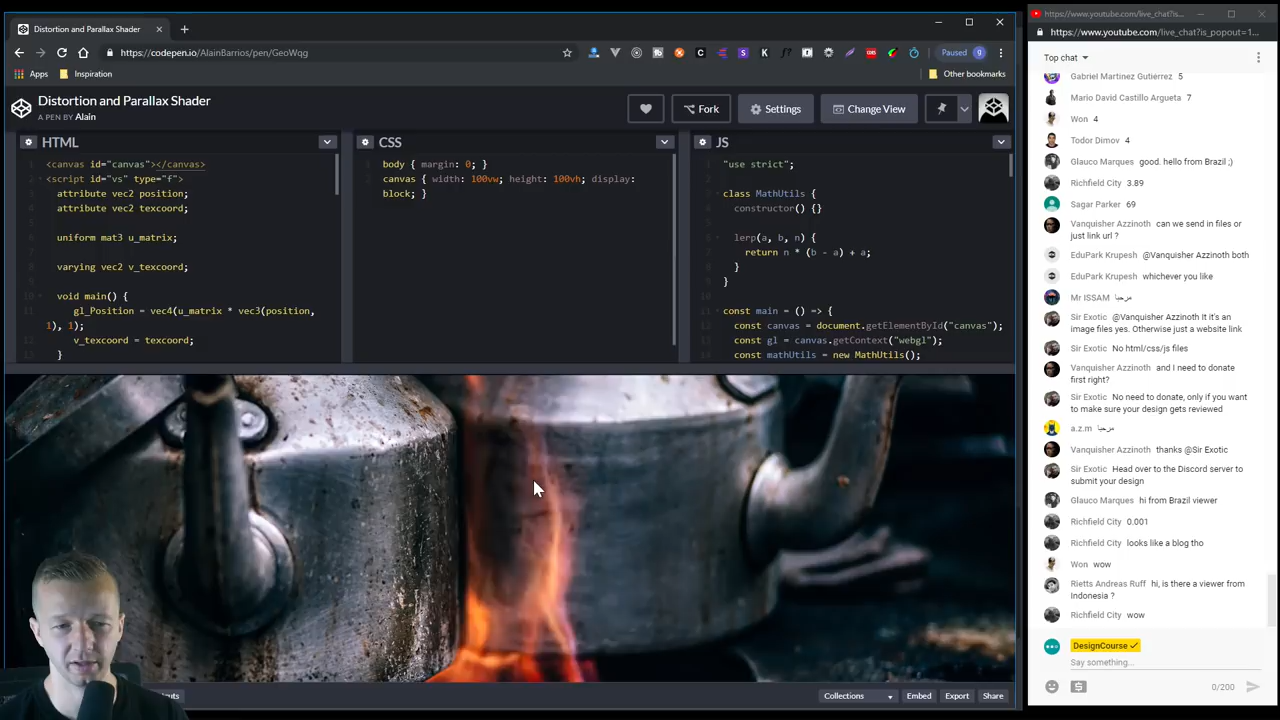 Distortion and Parallax Shader
https://codepen.io/AlainBarrios/pen/GeoWqg
Paused
Apps
Inspiration
Other bookmarks
Distortion and Parallax Shader
A PEN BY Alain
Fork
Settings
Change View
HTML
<canvas id="canvas"></canvas>
<script id="vs" type="f">
attribute vec2 position;
attribute vec2 texcoord;
uniform mat3 u_matrix;
varying vec2 v_texcoord;
void main() {
gl_Position = vec4(u_matrix * vec3(position,
1), 1);
v_texcoord = texcoord;
}
CSS
body { margin: 0; }
canvas { width: 100vw; height: 100vh; display:
block; }
JS
"use strict";
class MathUtils {
constructor() {}
lerp(a, b, n) {
return n * (b - a) + a;
}
}
const main = () => {
const canvas = document.getElementById("canvas");
const gl = canvas.getContext("webgl");
const mathUtils = new MathUtils();
Collections
Embed
Export
Share
https://www.youtube.com/live_chat?is...
https://www.youtube.com/live_chat?is_popout=1...
Top chat
Gabriel Martinez Gutierrez 5
Mario David Castillo Argueta 7
Won 4
Todor Dimov 4
Glauco Marques good. hello from Brazil ;)
Richfield City 3.89
Sagar Parker 69
Vanquisher Azzinoth can we send in files or
just link url ?
EduPark Krupesh @Vanquisher Azzinoth both
EduPark Krupesh whichever you like
Mr ISSAM مرحبا
Sir Exotic @Vanquisher Azzinoth It it's an
image files yes. Otherwise just a website link
Sir Exotic No html/css/js files
Vanquisher Azzinoth and I need to donate
first right?
Sir Exotic No need to donate, only if you want
to make sure your design gets reviewed
a.z.m مرحبا
Vanquisher Azzinoth thanks @Sir Exotic
Sir Exotic Head over to the Discord server to
submit your design
Glauco Marques hi from Brazil viewer
Richfield City 0.001
Richfield City looks like a blog tho
Won wow
Rietts Andreas Ruff hi, is there a viewer from
Indonesia ?
Richfield City wow
DesignCourse
Say something...
0/200